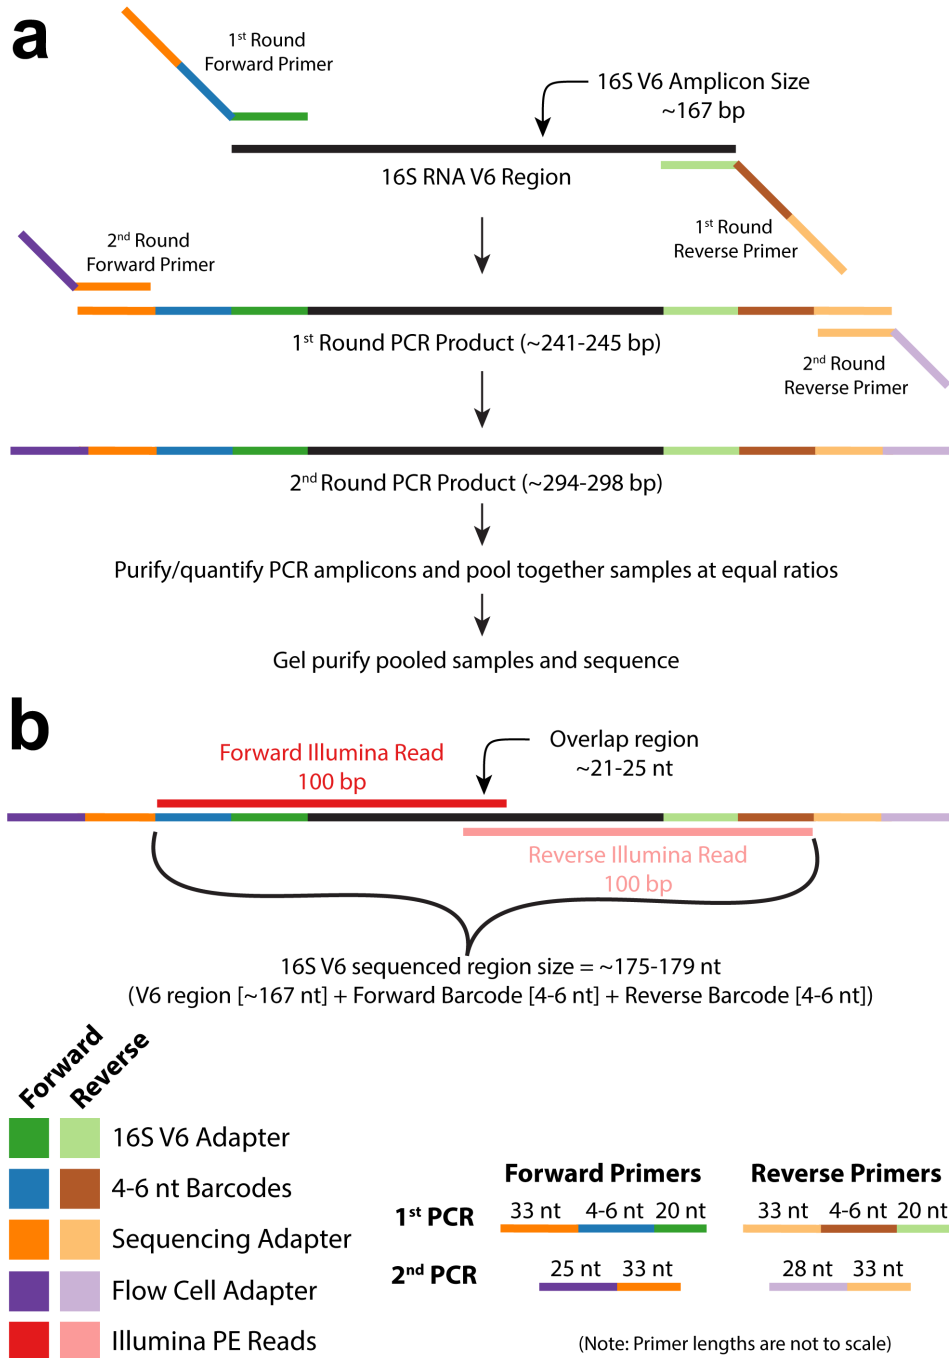 a
1st Round
Forward Primer
16S V6 Amplicon Size
~167 bp
16S RNA V6 Region
1st Round
Reverse Primer
2nd Round
Forward Primer
1st Round PCR Product (~241-245 bp)
2nd Round
Reverse Primer
2nd Round PCR Product (~294-298 bp)
Purify/quantify PCR amplicons and pool together samples at equal ratios
Gel purify pooled samples and sequence
b
Forward Illumina Read
100 bp
Overlap region
~21-25 nt
Reverse Illumina Read
100 bp
16S V6 sequenced region size = ~175-179 nt
(V6 region [~167 nt] + Forward Barcode [4-6 nt] + Reverse Barcode [4-6 nt])
Forward
Reverse
16S V6 Adapter
4-6 nt Barcodes
Sequencing Adapter
Flow Cell Adapter
Illumina PE Reads
Forward Primers
Reverse Primers
1st PCR
33 nt 4-6 nt 20 nt
33 nt 4-6 nt 20 nt
2nd PCR
25 nt 33 nt
28 nt 33 nt
(Note: Primer lengths are not to scale)